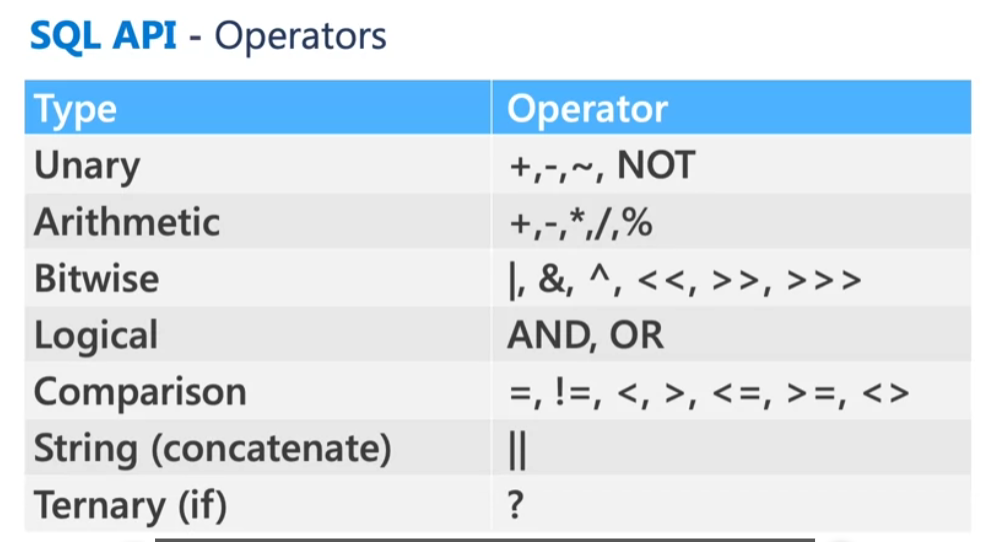 SQL API - Operators
Type Operator
Unary +,-,~, NOT
Arithmetic +,-,*,/,%
Bitwise |, &, ^, <<, >>, >>>
Logical AND, OR
Comparison =, !=, <, >, <=, >=, <>
String (concatenate) ||
Ternary (if) ?